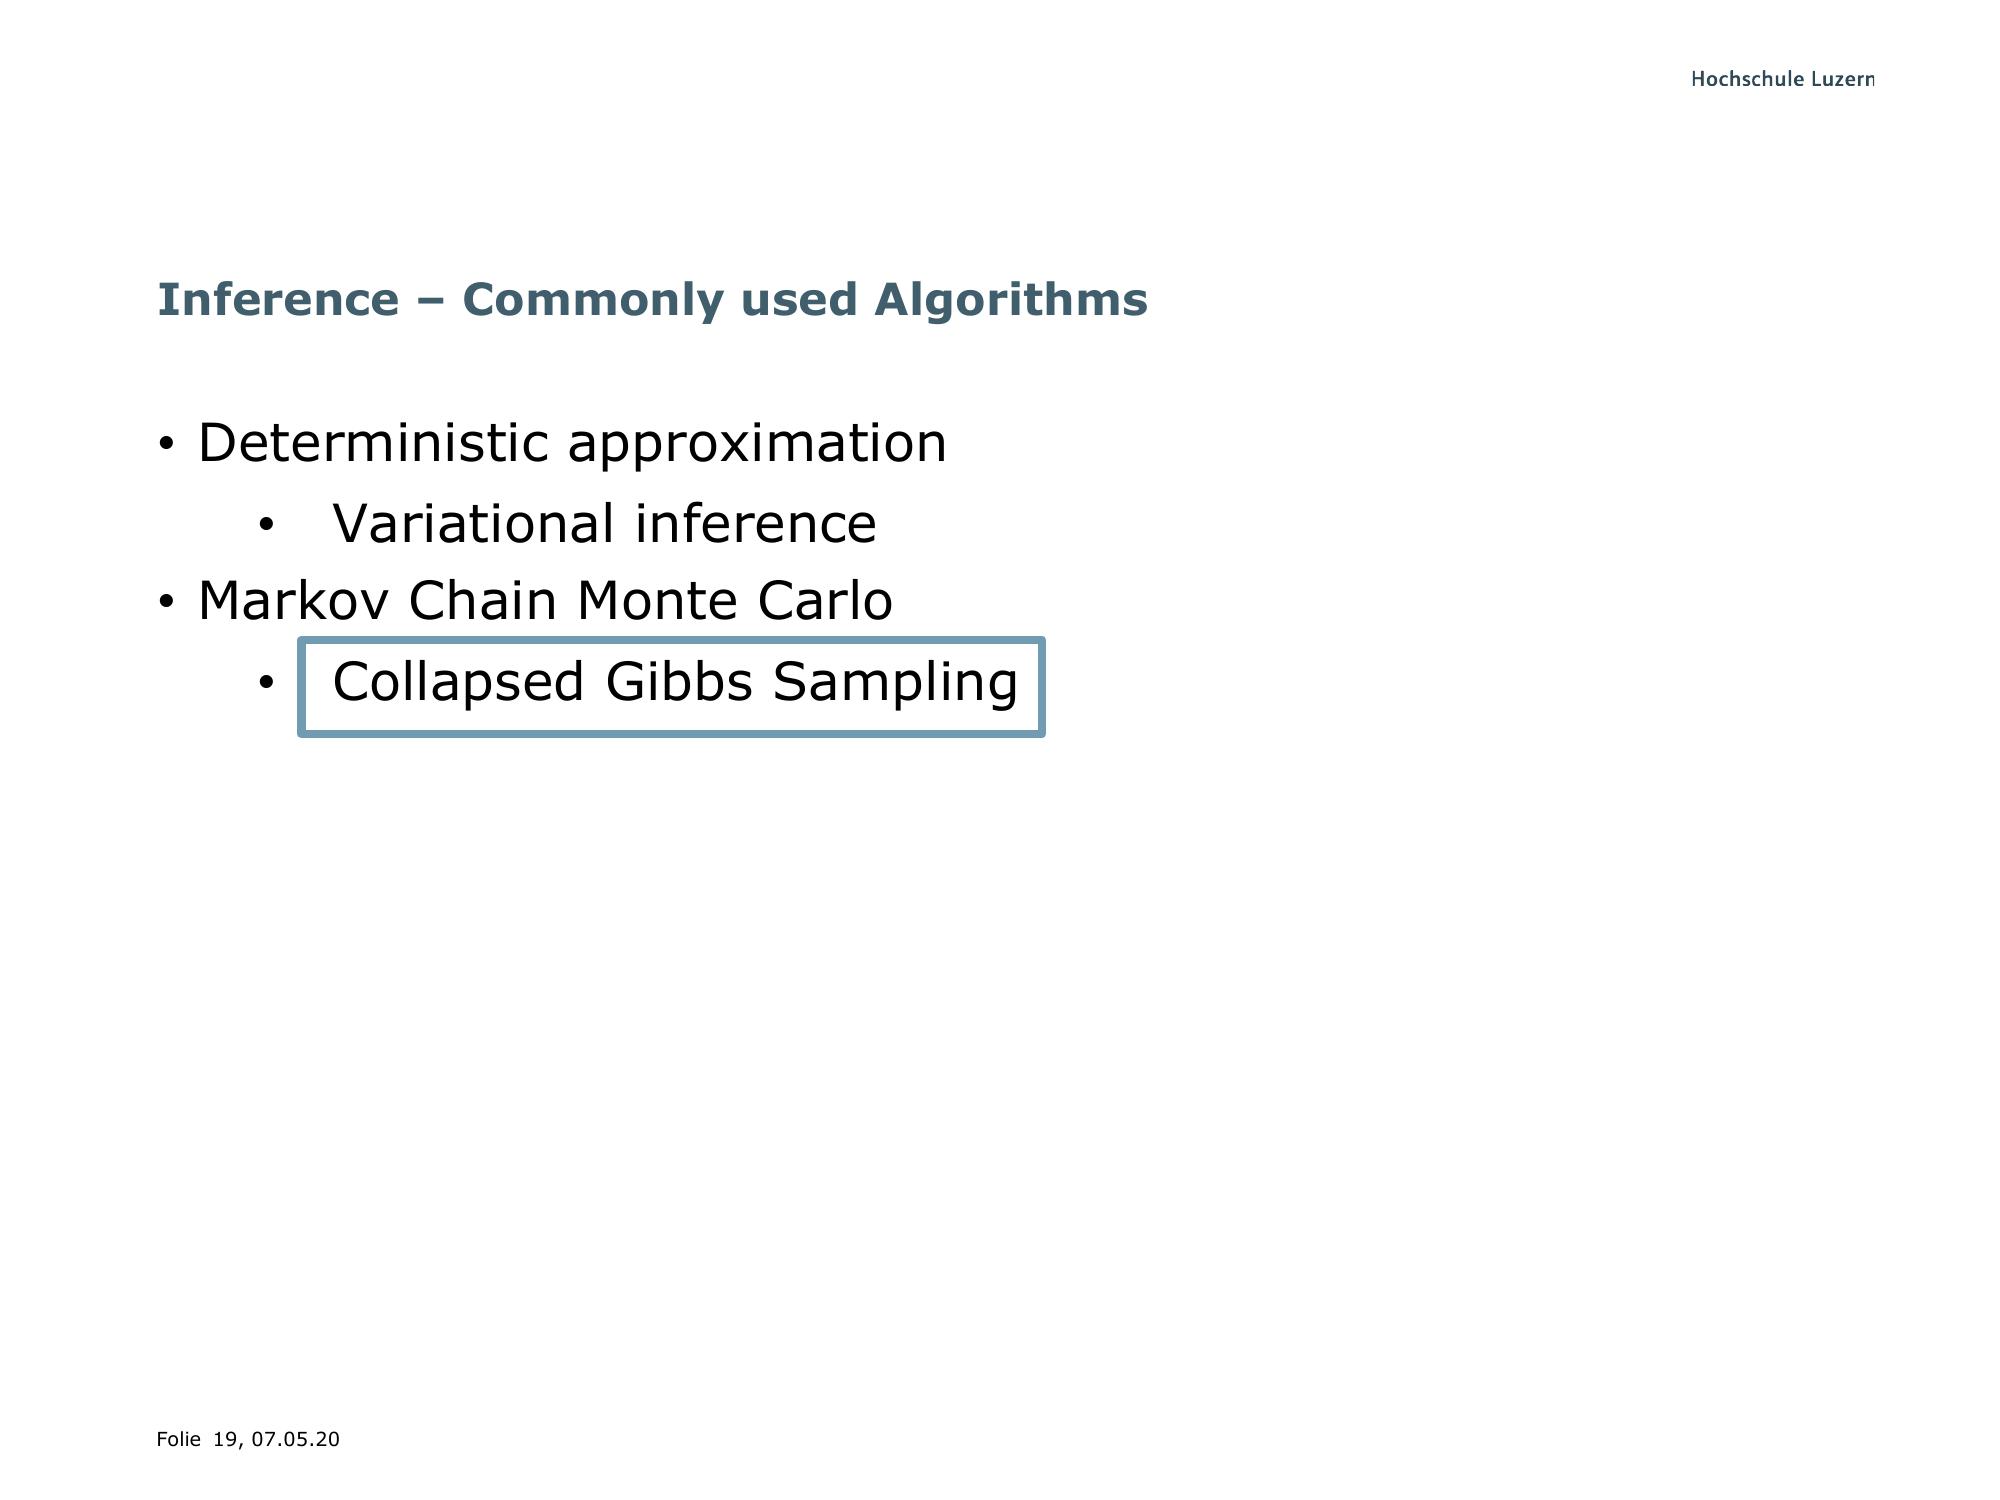 Hochschule Luzern
Inference – Commonly used Algorithms
• Deterministic approximation
• Variational inference
• Markov Chain Monte Carlo
• Collapsed Gibbs Sampling
Folie 19, 07.05.20